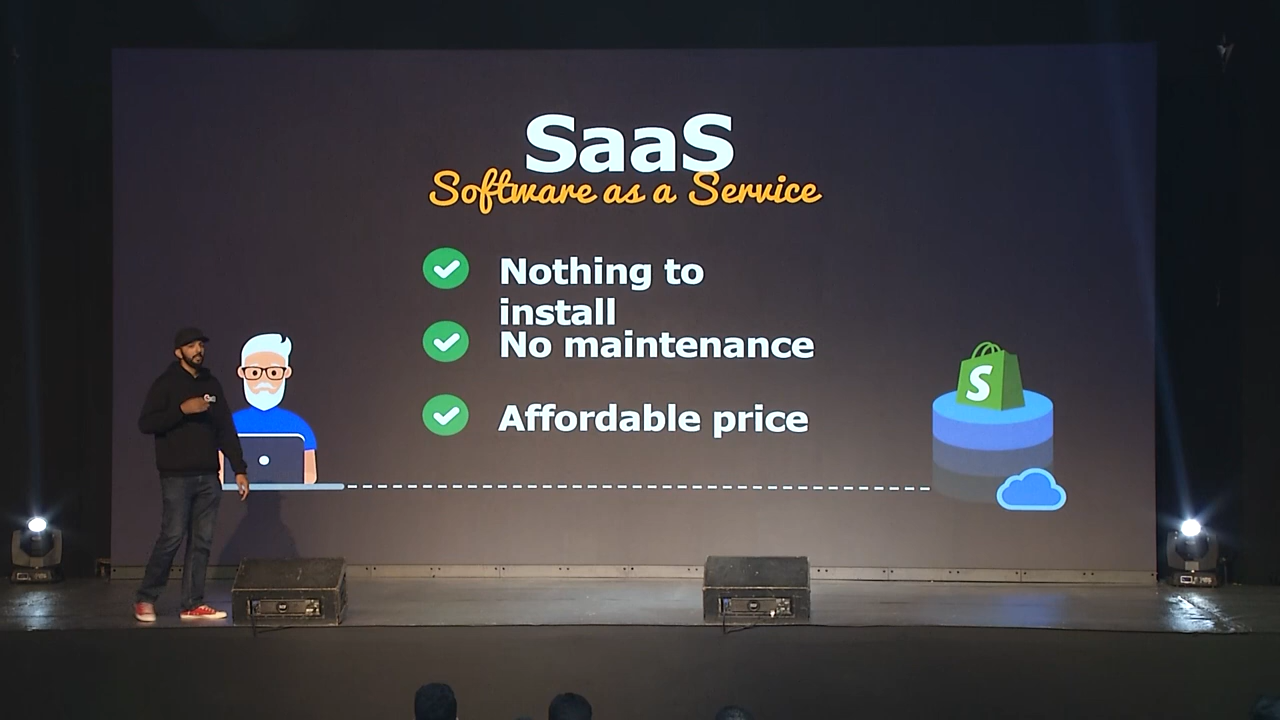 SaaS
Software as a Service
Nothing to
install
No maintenance
Affordable price
S